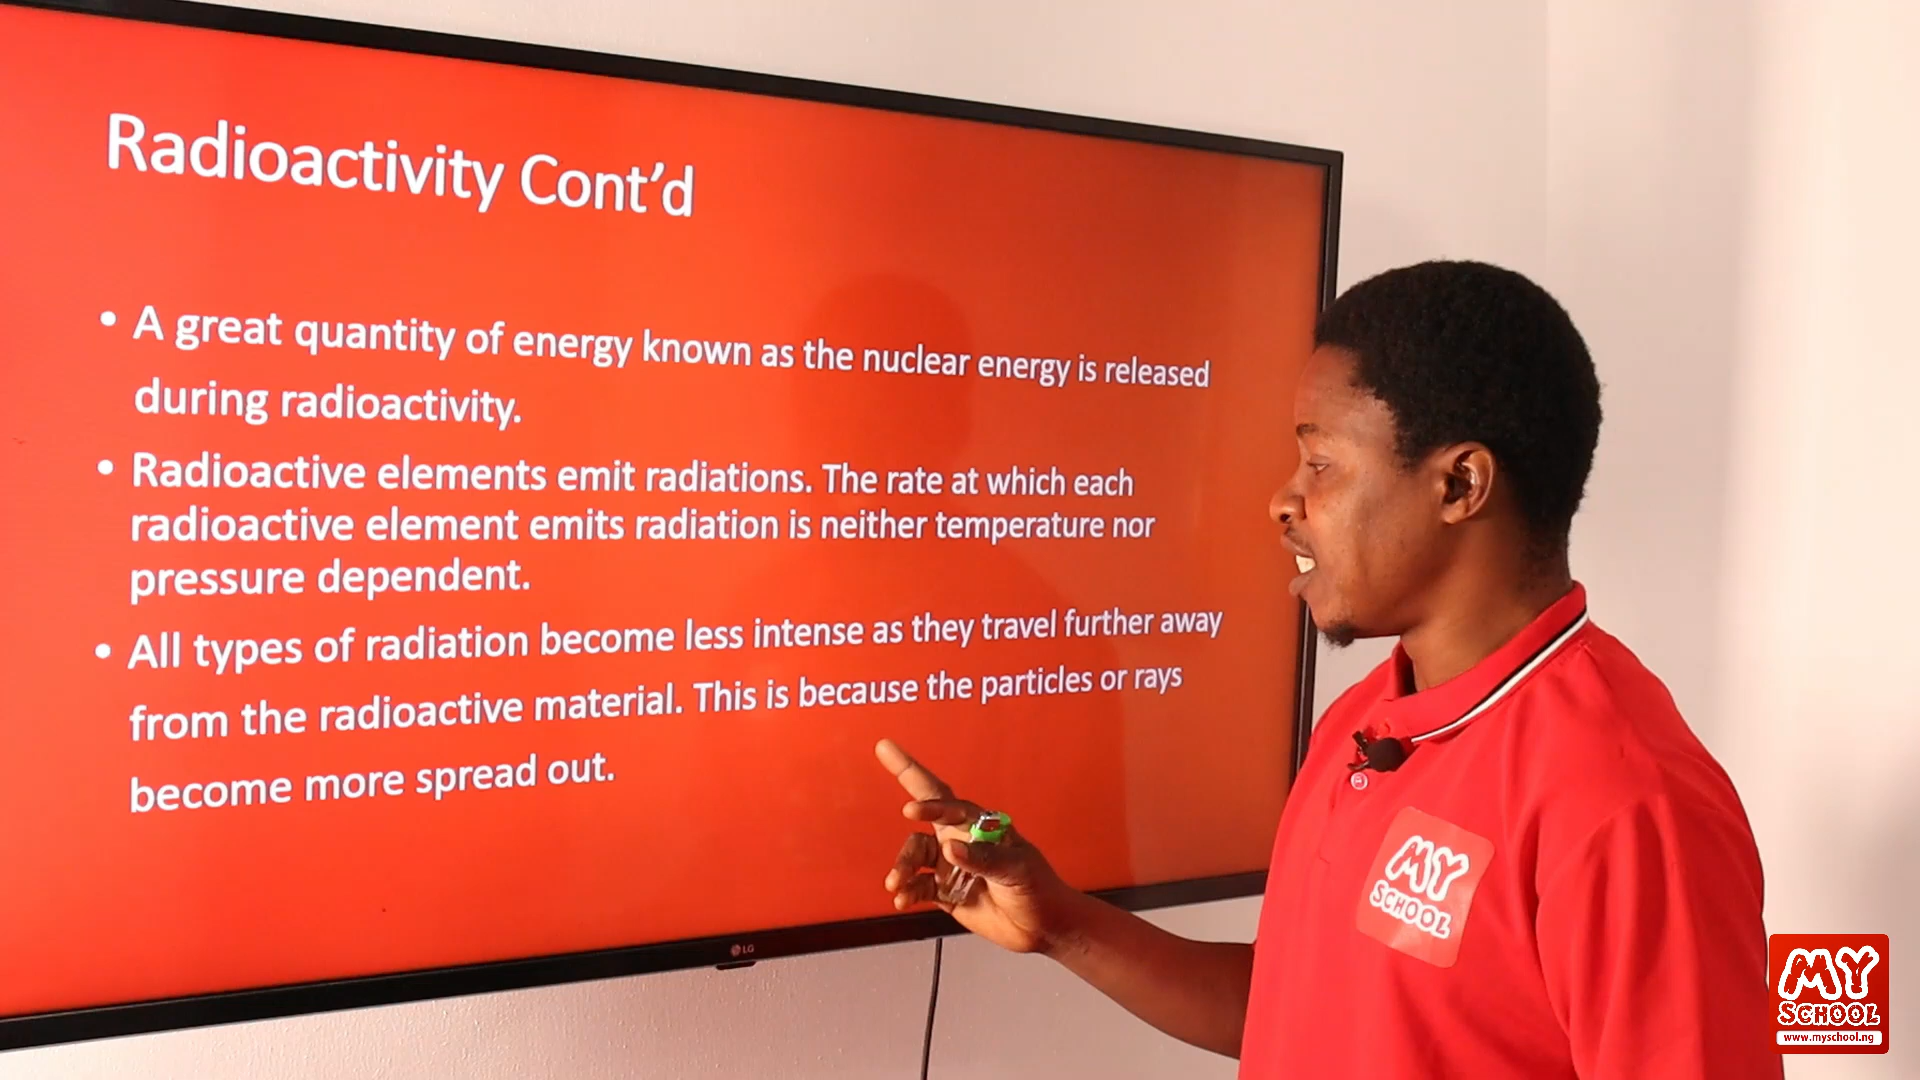 Radioactivity Cont’d
• A great quantity of energy known as the nuclear energy is released
during radioactivity.
• Radioactive elements emit radiations. The rate at which each
radioactive element emits radiation is neither temperature nor
pressure dependent.
• All types of radiation become less intense as they travel further away
from the radioactive material. This is because the particles or rays
become more spread out.
LG
MY
SCHOOL
MY
SCHOOL
www.myschool.ng